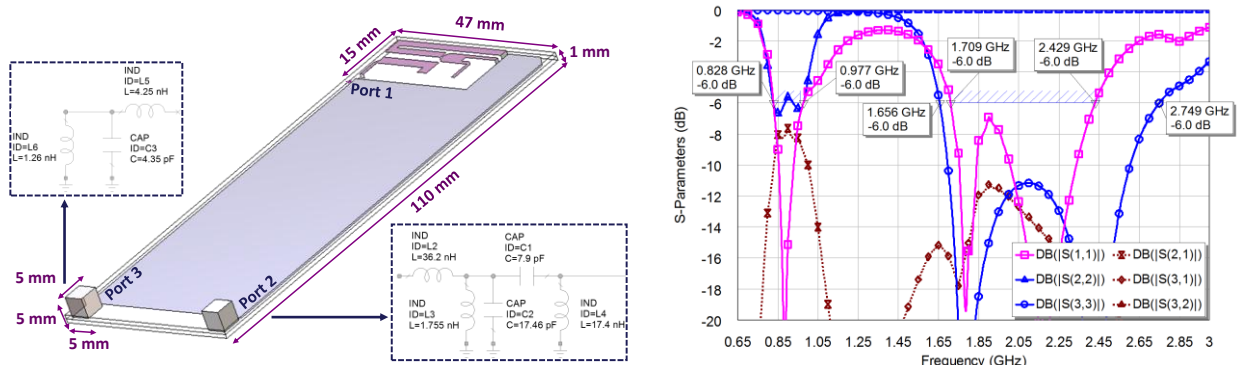 47 mm
15 mm
1 mm
Port 1
IND
ID=L5
L=4.25 nH
IND
ID=L6
L=1.26 nH
CAP
ID=C3
C=4.35 pF
110 mm
5 mm
5 mm
5 mm
Port 3
Port 2
IND
ID=L2
L=36.2 nH
CAP
ID=C1
C=7.9 pF
IND
ID=L3
L=1.755 nH
CAP
ID=C2
C=17.46 pF
IND
ID=L4
L=17.4 nH
S-Parameters (dB)
0
-2
-4
-6
-8
-10
-12
-14
-16
-18
-20
0.828 GHz
-6.0 dB
0.977 GHz
-6.0 dB
1.709 GHz
-6.0 dB
2.429 GHz
-6.0 dB
1.656 GHz
-6.0 dB
2.749 GHz
-6.0 dB
DB(|S(1,1)|)
DB(|S(2,1)|)
DB(|S(2,2)|)
DB(|S(3,1)|)
DB(|S(3,3)|)
DB(|S(3,2)|)
0.65 0.85 1.05 1.25 1.45 1.65 1.85 2.05 2.25 2.45 2.65 2.85 3
Frequency (GHz)